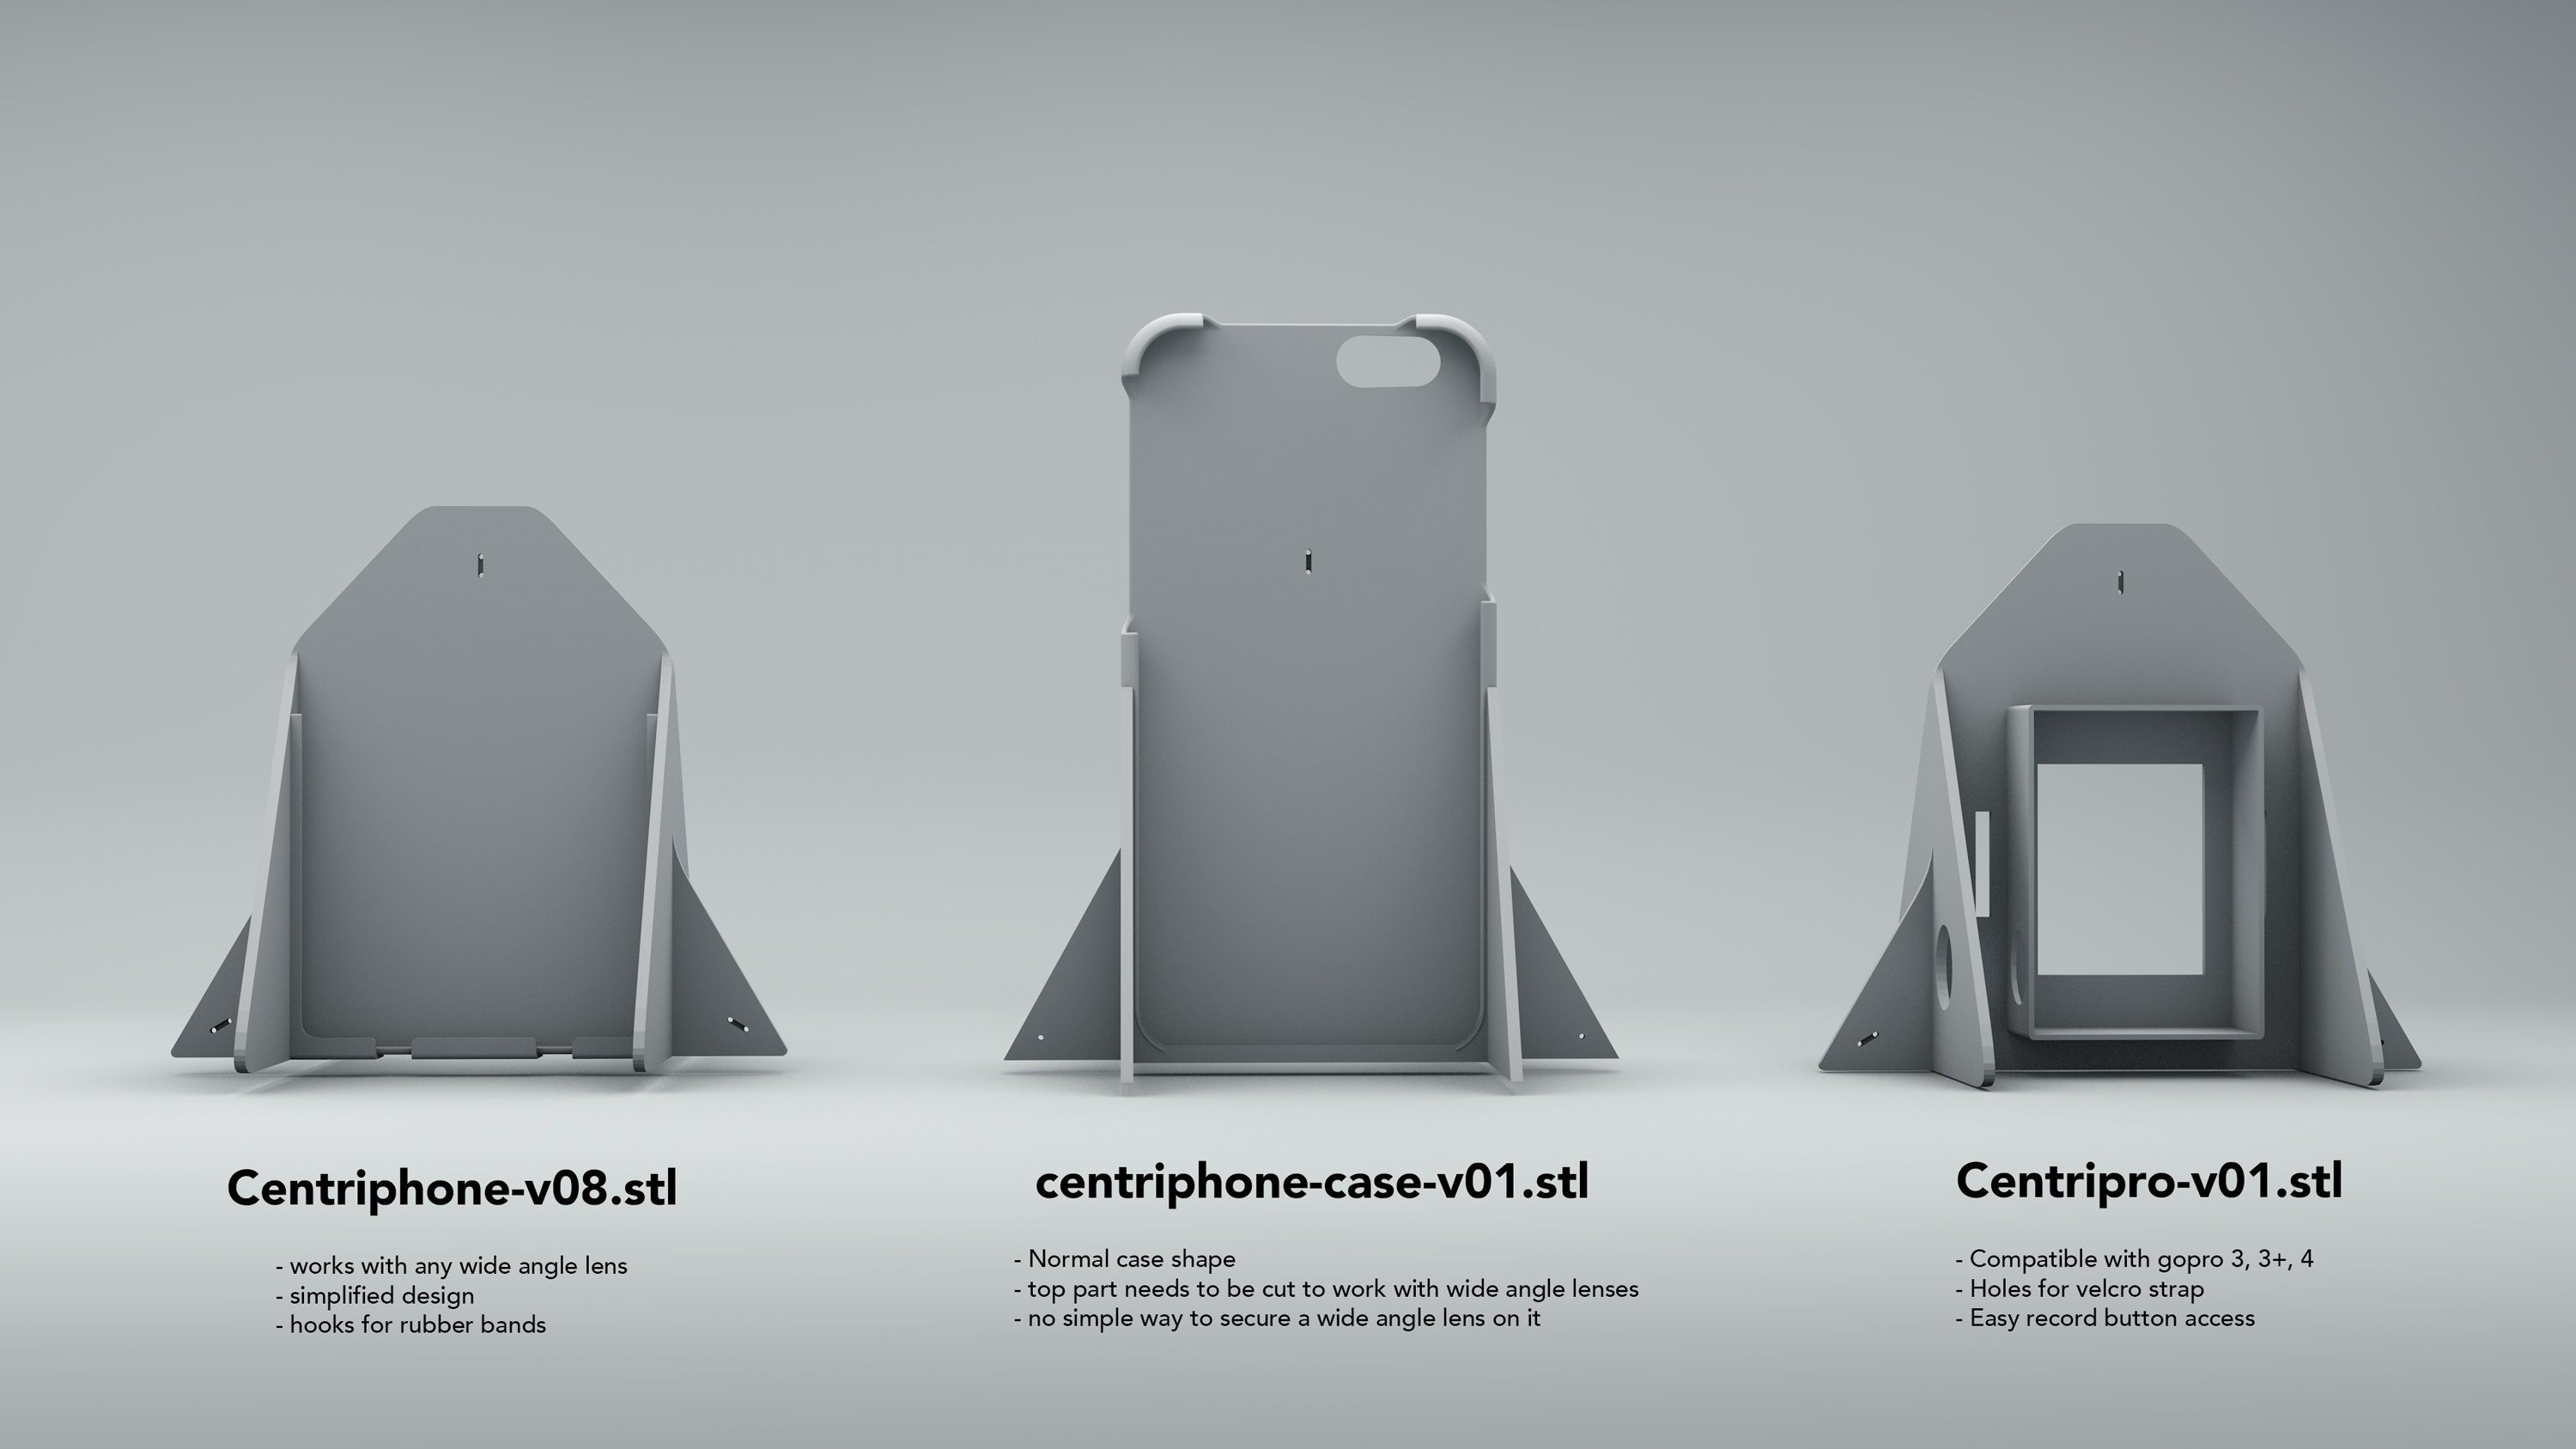 Centriphone-v08.stl
- works with any wide angle lens
- simplified design
- hooks for rubber bands
centriphone-case-v01.stl
- Normal case shape
- top part needs to be cut to work with wide angle lenses
- no simple way to secure a wide angle lens on it
Centripro-v01.stl
- Compatible with gopro 3, 3+, 4
- Holes for velcro strap
- Easy record button access